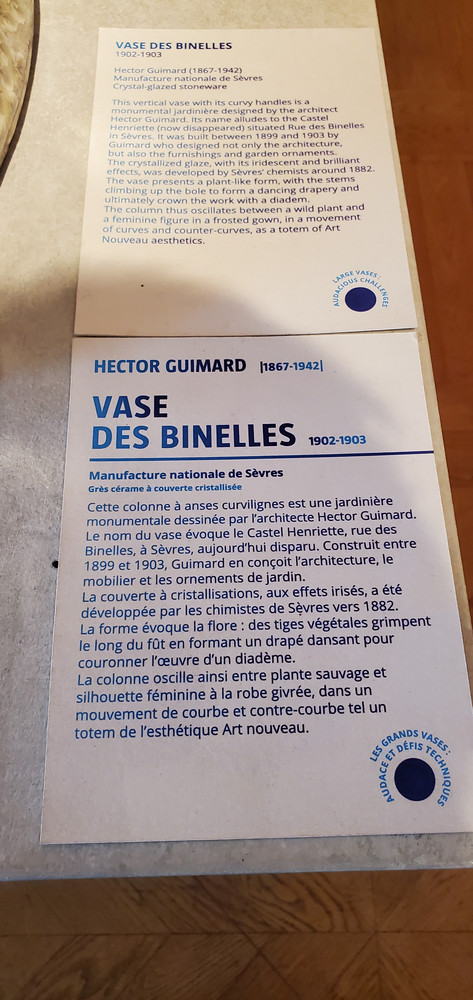 VASE DES BINELLES
1902-1903
Hector Guimard (1867-1942)
Manufacture nationale de Sèvres
Crystal-glazed stoneware
This vertical vase with its curvy handles is a
monumental jardinière designed by the architect
Hector Guimard. Its name alludes to the Castel
Henriette (now disappeared) situated Rue des Binelles
in Sèvres. It was built between 1899 and 1903 by
Guimard who designed not only the architecture,
but also the furnishings and garden ornaments.
The crystallized glaze, with its iridescent and brilliant
effects, was developed by Sèvres' chemists around 1882.
The vase presents a plant-like form, with the stems
climbing up the bole to form a dancing drapery and
ultimately crown the work with a diadem.
The column thus oscillates between a wild plant and
a feminine figure in a frosted gown, in a movement
of curves and counter-curves, as a totem of Art
Nouveau aesthetics.
LARGE VASES :
AUDACIOUS CHALLENGES
HECTOR GUIMARD |1867-1942|
VASE
DES BINELLES 1902-1903
Manufacture nationale de Sèvres
Grès cérame à couverte cristallisée
Cette colonne à anses curvilignes est une jardinière
monumentale dessinée par l'architecte Hector Guimard.
Le nom du vase évoque le Castel Henriette, rue des
Binelles, à Sèvres, aujourd'hui disparu. Construit entre
1899 et 1903, Guimard en conçoit l'architecture, le
mobilier et les ornements de jardin.
La couverte à cristallisations, aux effets irisés, a été
développée par les chimistes de Sèvres vers 1882.
La forme évoque la flore : des tiges végétales grimpent
le long du fût en formant un drapé dansant pour
couronner l'œuvre d'un diadème.
La colonne oscille ainsi entre plante sauvage et
silhouette féminine à la robe givrée, dans un
mouvement de courbe et contre-courbe tel un
totem de l'esthétique Art nouveau.
LES GRANDS VASES :
AUDACE ET DÉFIS TECHNIQUES